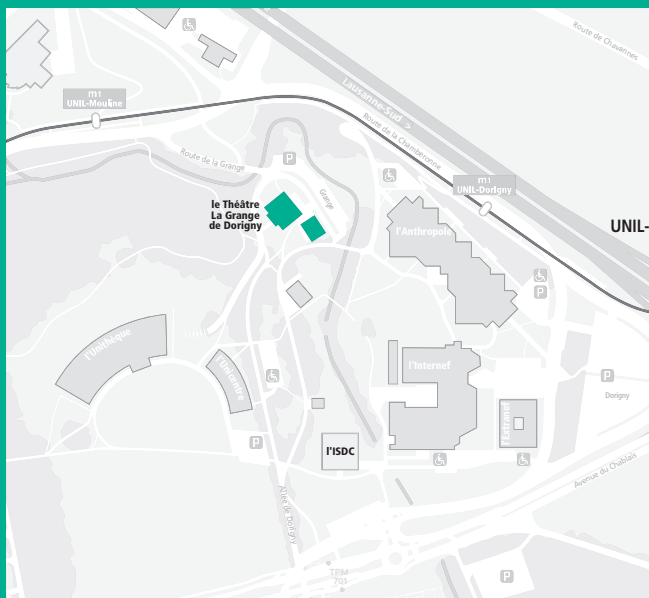 Route de Chavannes
Lausanne-Sud >
m1
UNIL-Mouline
Route de la Chamberonne
Route de la Grange
P
m1
UNIL-Dorigny
Grange
le Théâtre
La Grange
de Dorigny
l'Anthropole
UNIL-
P
l'Unithèque
l'Unicentre
l'Internef
P
Dorigny
l'Extranef
P
l'ISDC
Avenue du Chablais
Allée de Dorigny
TPM
701
P